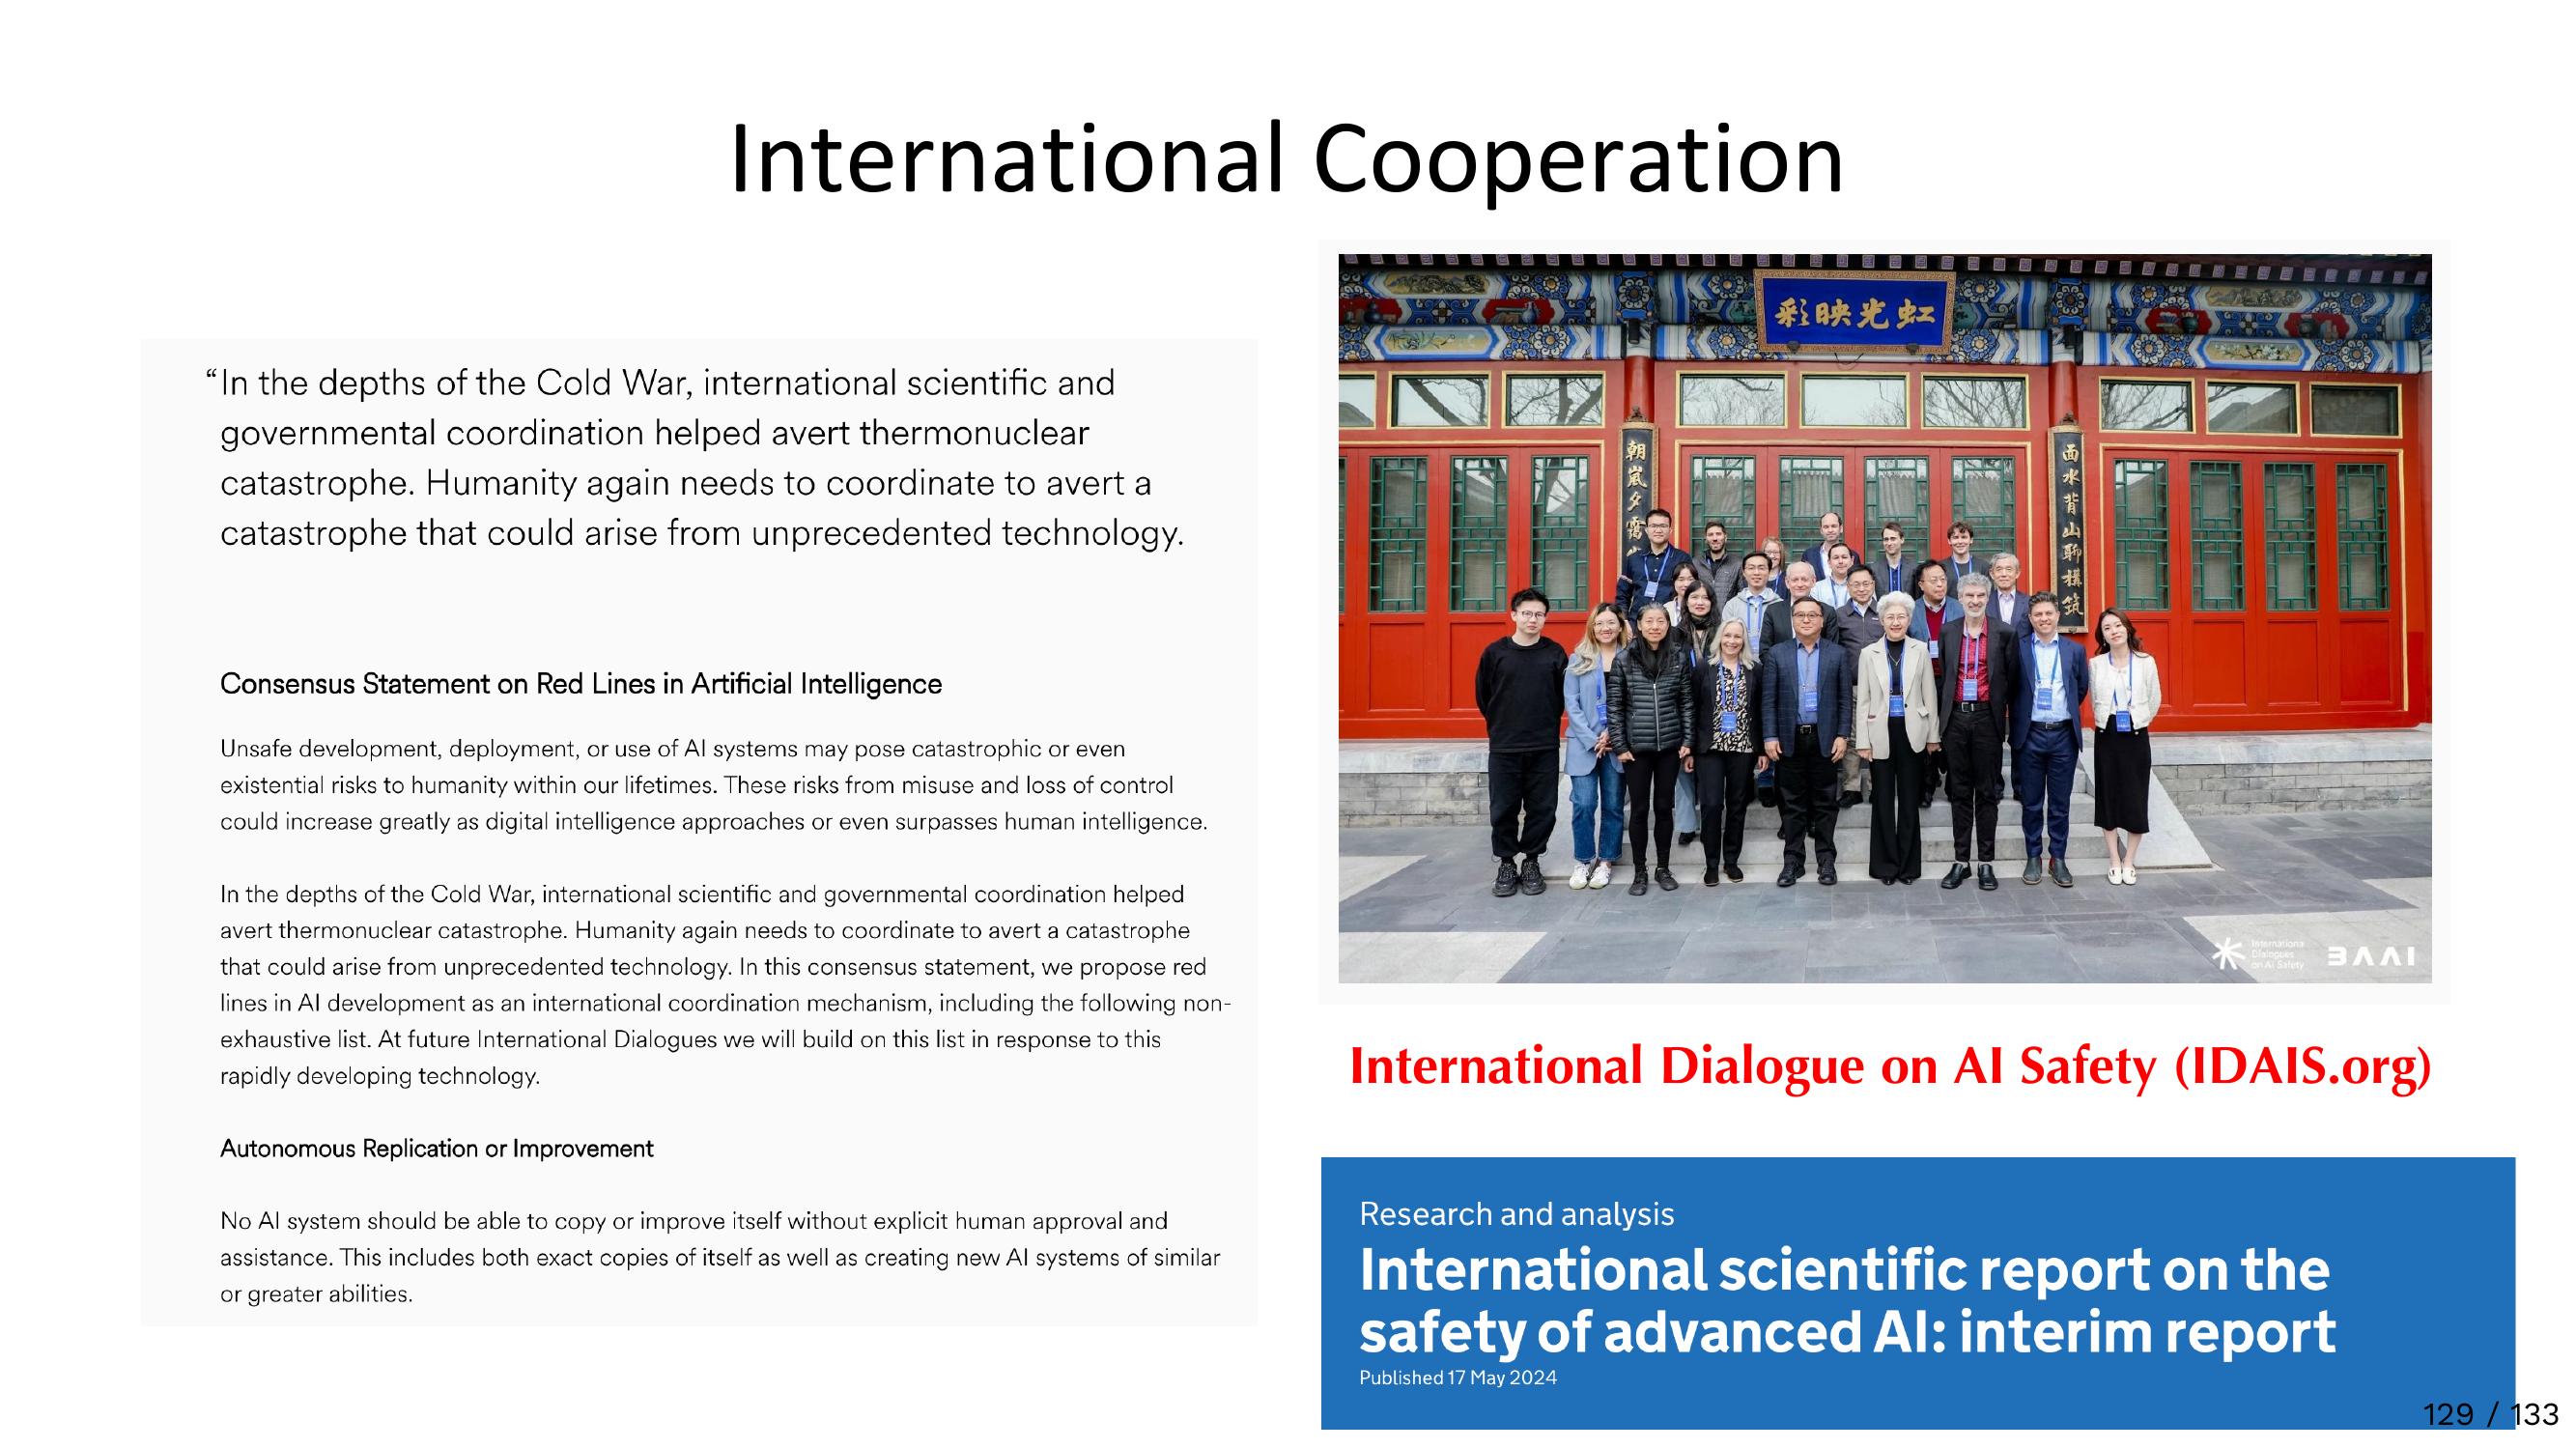 International Cooperation
“In the depths of the Cold War, international scientific and
governmental coordination helped avert thermonuclear
catastrophe. Humanity again needs to coordinate to avert a
catastrophe that could arise from unprecedented technology.
Consensus Statement on Red Lines in Artificial Intelligence
Unsafe development, deployment, or use of AI systems may pose catastrophic or even
existential risks to humanity within our lifetimes. These risks from misuse and loss of control
could increase greatly as digital intelligence approaches or even surpasses human intelligence.
In the depths of the Cold War, international scientific and governmental coordination helped
avert thermonuclear catastrophe. Humanity again needs to coordinate to avert a catastrophe
that could arise from unprecedented technology. In this consensus statement, we propose red
lines in AI development as an international coordination mechanism, including the following non-
exhaustive list. At future International Dialogues we will build on this list in response to this
rapidly developing technology.
Autonomous Replication or Improvement
No AI system should be able to copy or improve itself without explicit human approval and
assistance. This includes both exact copies of itself as well as creating new AI systems of similar
or greater abilities.
彩映光虹
朝嵐夕靄
面水背山聊構筑
International
Dialogues
on AI Safety
BAAI
International Dialogue on AI Safety (IDAIS.org)
Research and analysis
International scientific report on the
safety of advanced AI: interim report
Published 17 May 2024
129 / 133